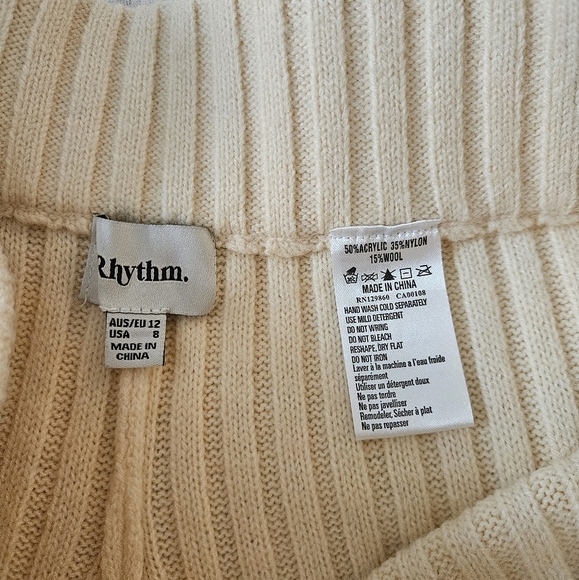 Rhythm.
AUS/EU 12
USA 8
MADE IN
CHINA
50%ACRYLIC 35%NYLON
15%WOOL
MADE IN CHINA
RN129860 CA00108
HAND WASH COLD SEPARATELY
USE MILD DETERGENT
DO NOT WRING
DO NOT BLEACH
RESHAPE, DRY FLAT
DO NOT IRON
Laver à la machine a l'eau froide
séparément
Utiliser un détergent doux
Ne pas tordre
Ne pas javelliser
Remodeler, Sécher à plat
Ne pas repasser